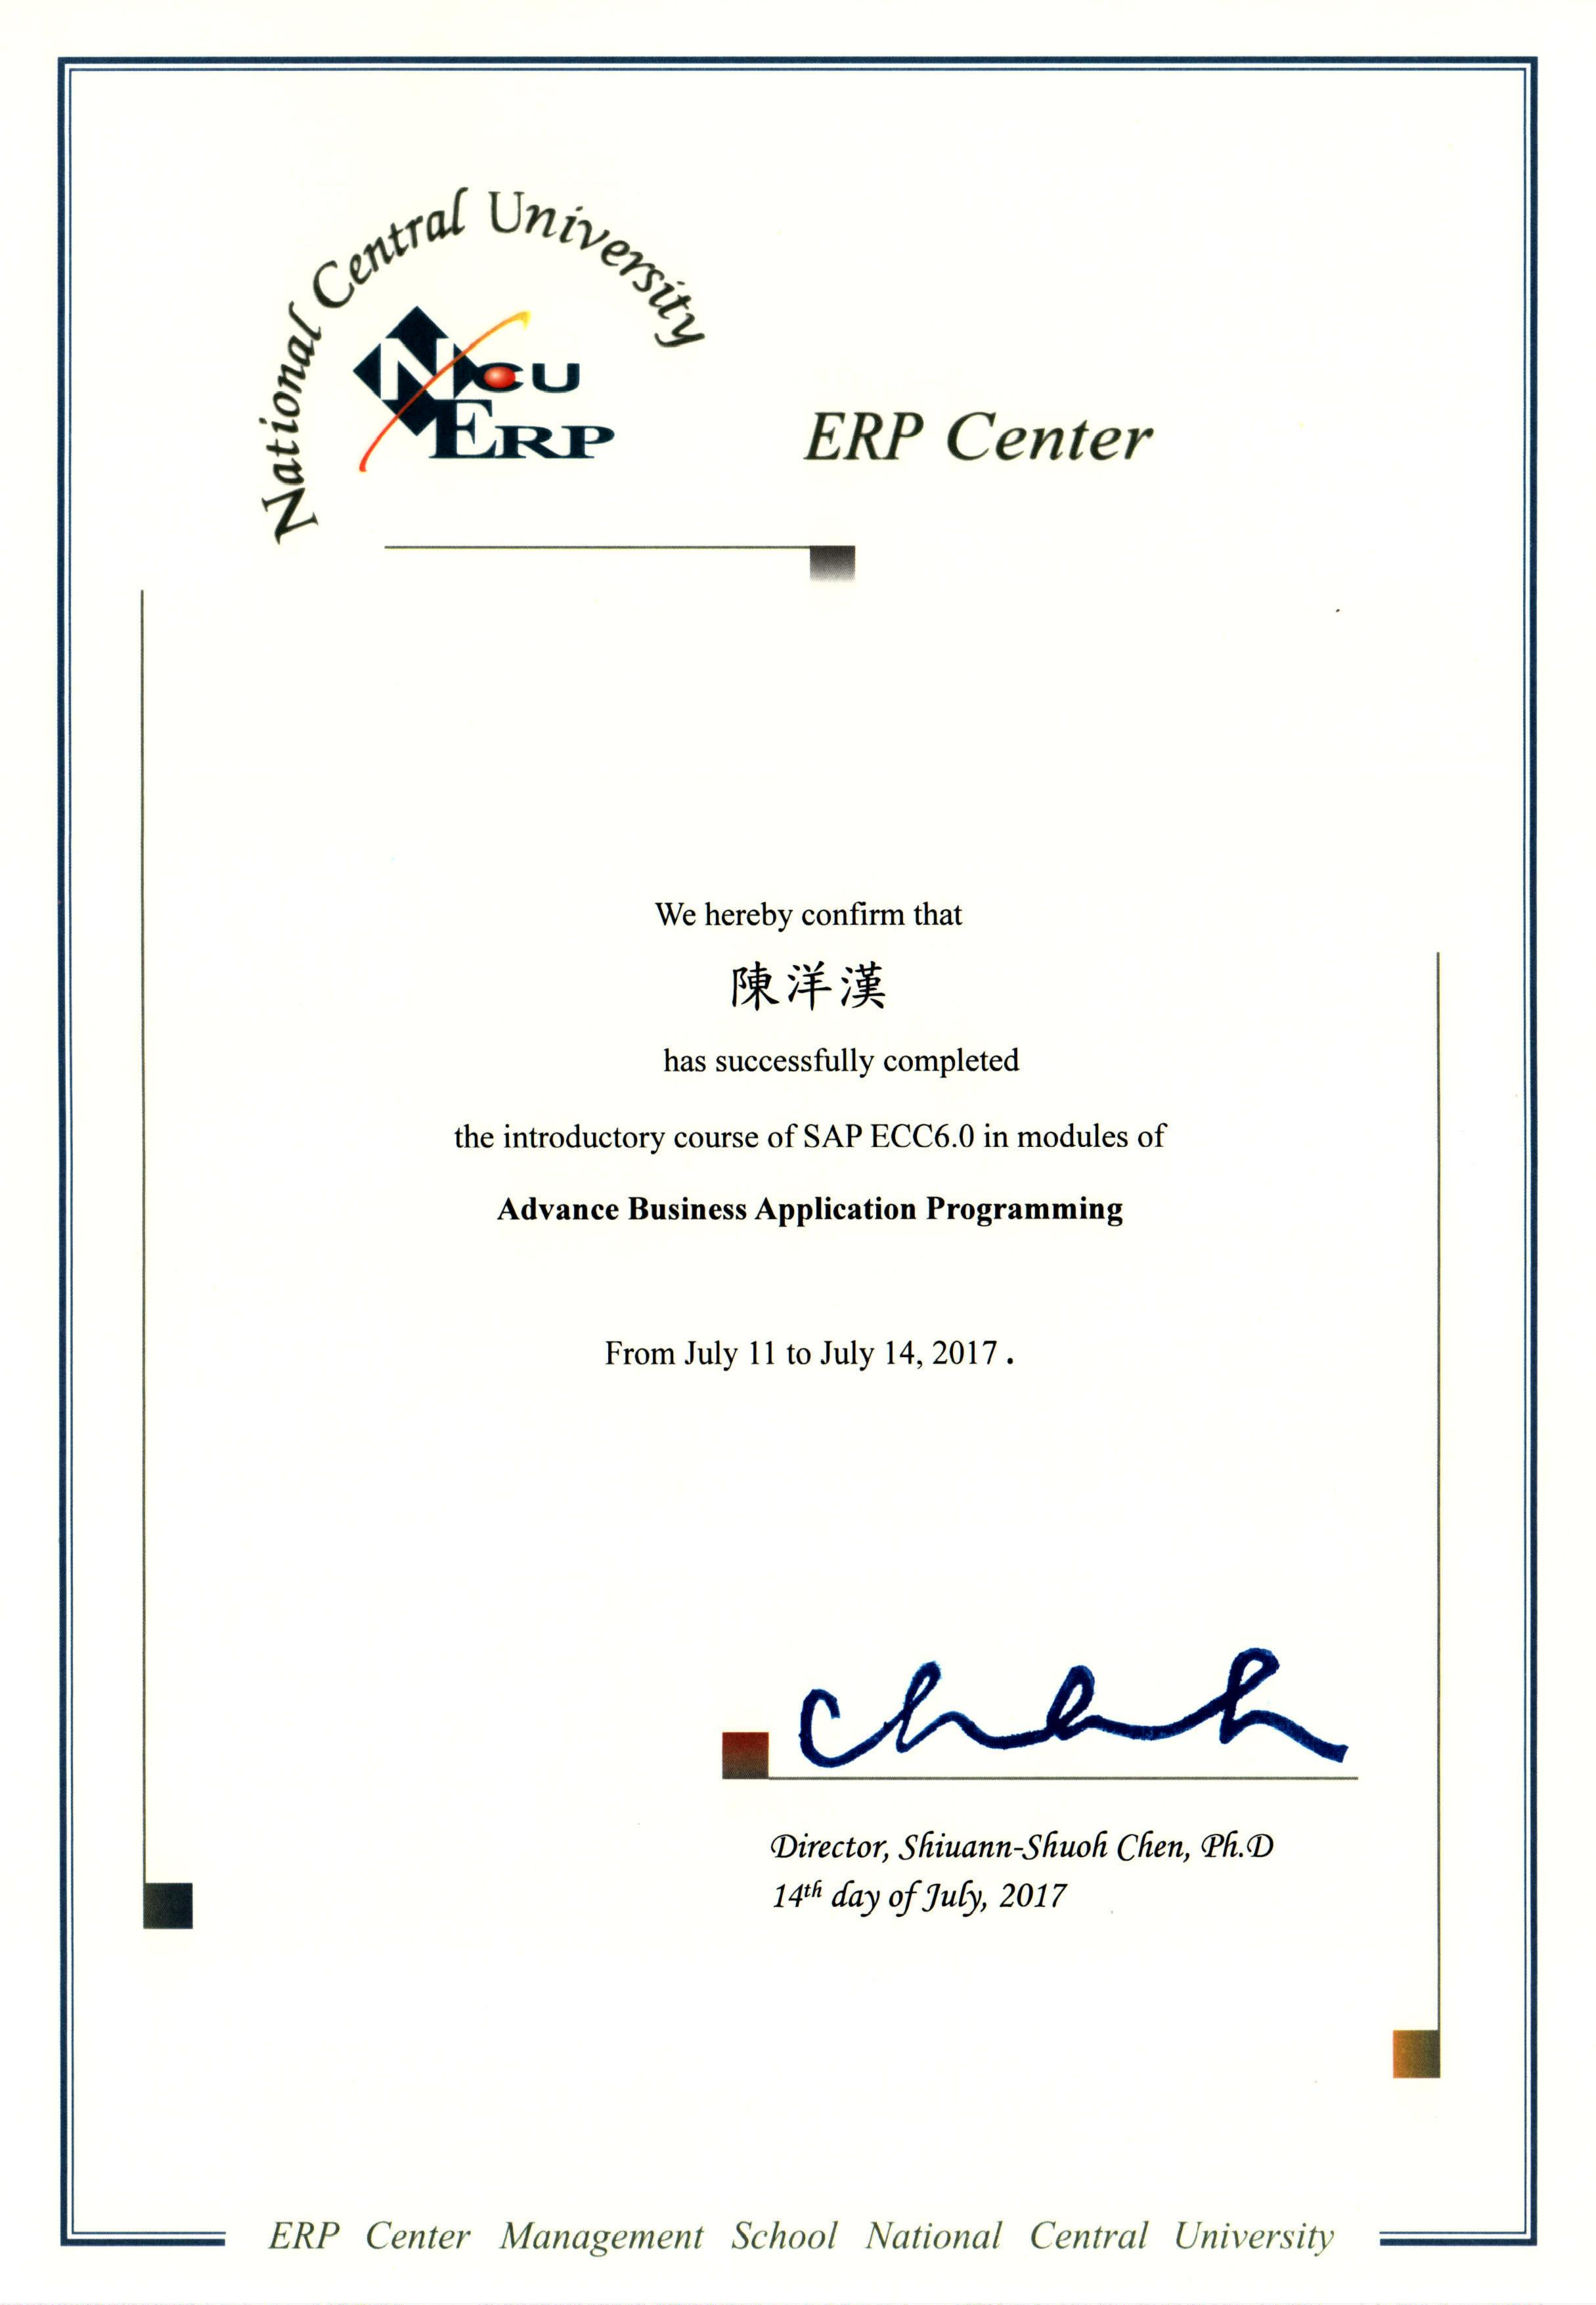 National Central University
NCU
ERP
ERP Center
We hereby confirm that
陳洋漢
has successfully completed
the introductory course of SAP ECC6.0 in modules of
Advance Business Application Programming
From July 11 to July 14, 2017 .
Chen
Director, Shiuann-Shuoh Chen, Ph.D
14th day of July, 2017
ERP Center Management School National Central University